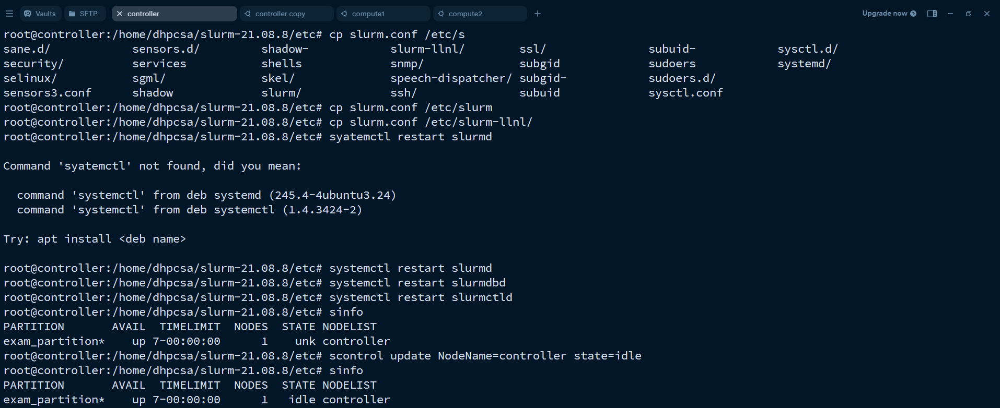 Vaults SFTP controller controller copy compute1 compute2 + Upgrade now
root@controller:/home/dhpcsa/slurm-21.08.8/etc# cp slurm.conf /etc/s
sane.d/ sensors.d/ shadow- slurm-llnl/ ssl/ subuid- sysctl.d/
security/ services shells snmp/ subgid sudoers systemd/
selinux/ sgml/ skel/ speech-dispatcher/ subgid- sudoers.d/
sensors3.conf shadow slurm/ ssh/ subuid sysctl.conf
root@controller:/home/dhpcsa/slurm-21.08.8/etc# cp slurm.conf /etc/slurm
root@controller:/home/dhpcsa/slurm-21.08.8/etc# cp slurm.conf /etc/slurm-llnl/
root@controller:/home/dhpcsa/slurm-21.08.8/etc# syatemctl restart slurmd
Command 'syatemctl' not found, did you mean:
command 'systemctl' from deb systemd (245.4-4ubuntu3.24)
command 'systemctl' from deb systemctl (1.4.3424-2)
Try: apt install <deb name>
root@controller:/home/dhpcsa/slurm-21.08.8/etc# systemctl restart slurmd
root@controller:/home/dhpcsa/slurm-21.08.8/etc# systemctl restart slurmdbd
root@controller:/home/dhpcsa/slurm-21.08.8/etc# systemctl restart slurmctld
root@controller:/home/dhpcsa/slurm-21.08.8/etc# sinfo
PARTITION AVAIL TIMELIMIT NODES STATE NODELIST
exam_partition* up 7-00:00:00 1 unk controller
root@controller:/home/dhpcsa/slurm-21.08.8/etc# scontrol update NodeName=controller state=idle
root@controller:/home/dhpcsa/slurm-21.08.8/etc# sinfo
PARTITION AVAIL TIMELIMIT NODES STATE NODELIST
exam_partition* up 7-00:00:00 1 idle controller